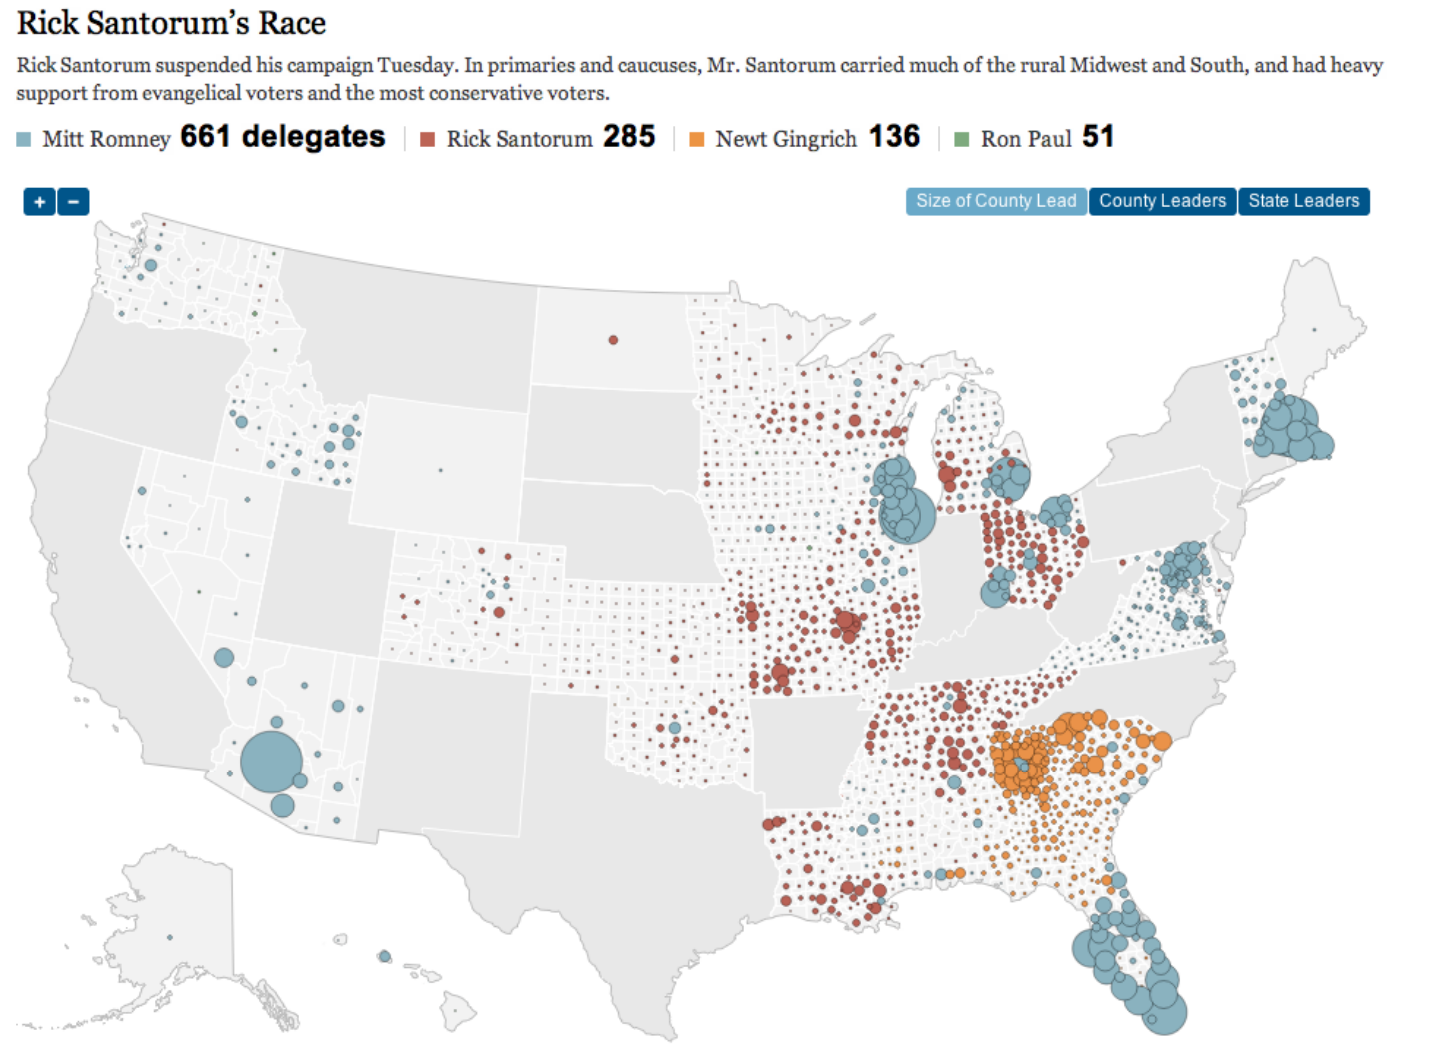 Rick Santorum’s Race
Rick Santorum suspended his campaign Tuesday. In primaries and caucuses, Mr. Santorum carried much of the rural Midwest and South, and had heavy
support from evangelical voters and the most conservative voters.
Mitt Romney 661 delegates Rick Santorum 285 Newt Gingrich 136 Ron Paul 51
+ − Size of County Lead County Leaders State Leaders